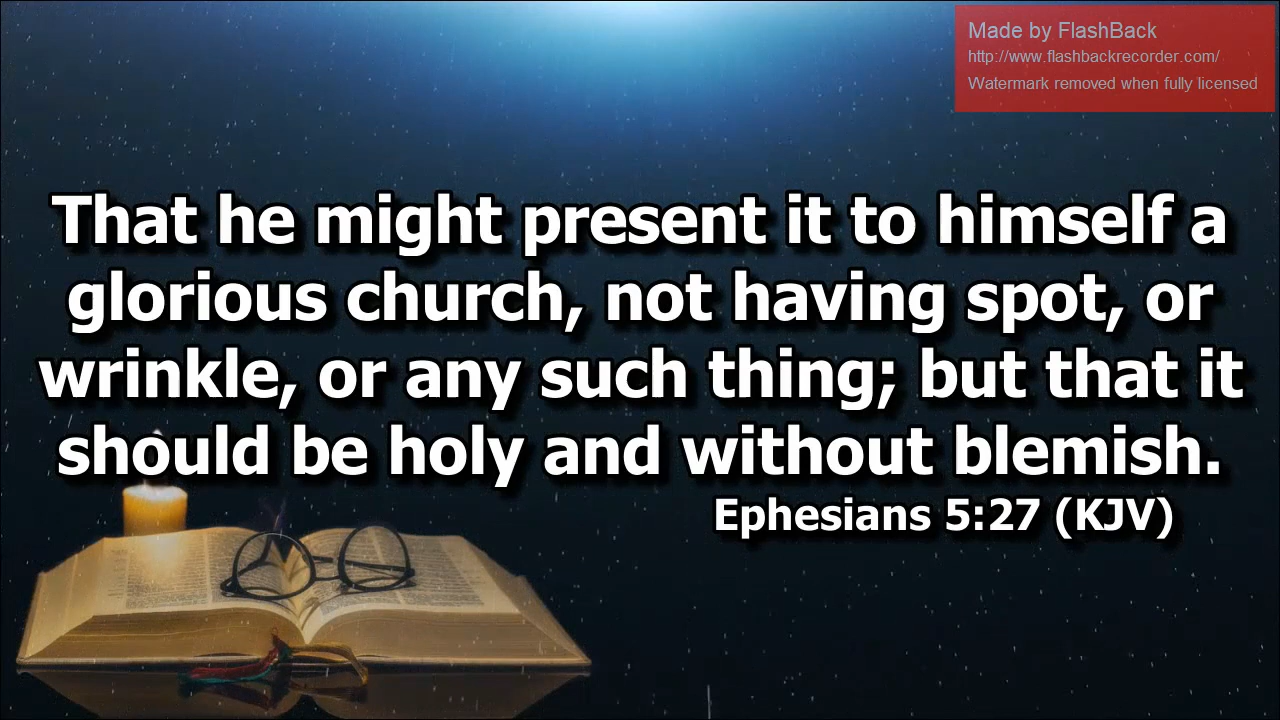 Made by FlashBack
http://www.flashbackrecorder.com/
Watermark removed when fully licensed
That he might present it to himself a
glorious church, not having spot, or
wrinkle, or any such thing; but that it
should be holy and without blemish.
Ephesians 5:27 (KJV)